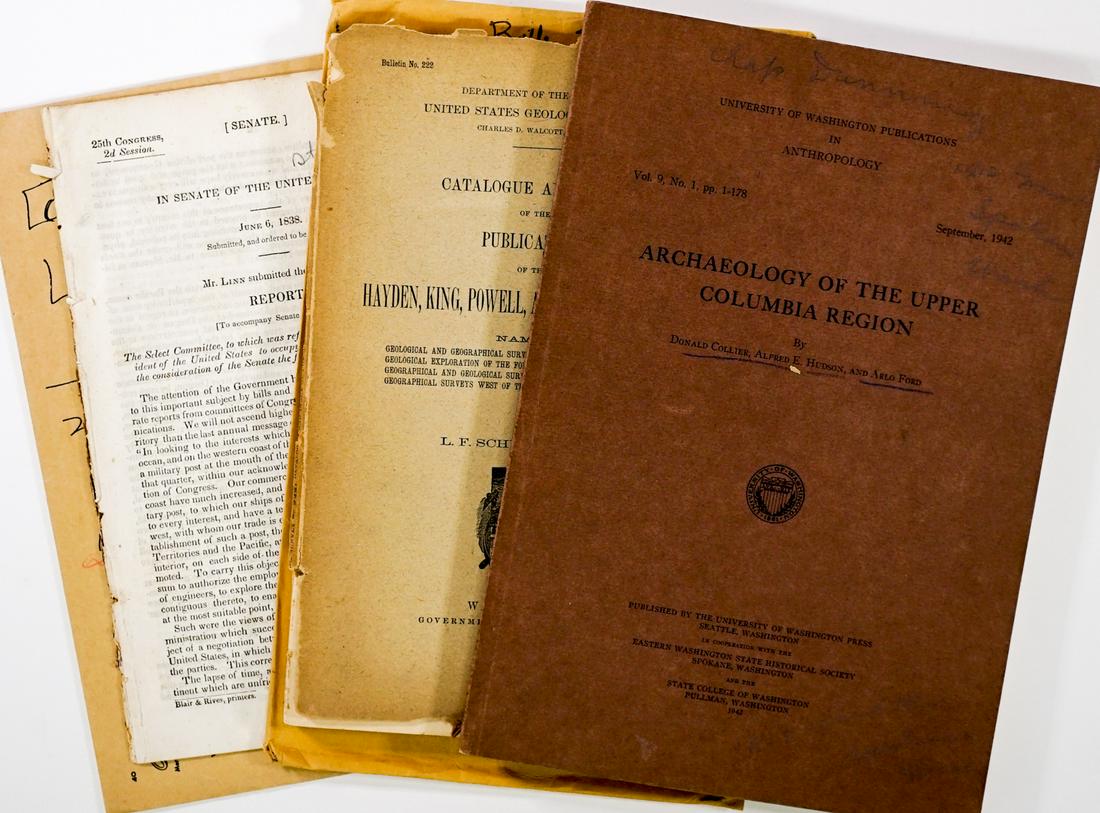 25th Congress,
2d Session.
[ SENATE. ]
IN SENATE OF THE UNITE
June 6, 1838.
Submitted, and ordered to be
Mr. Linn submitted the
REPORT
[To accompany Senate
The Select Committee, to which was ref
ident of the United States to occupy
the consideration of the Senate the f
The attention of the Government h
to this important subject by bills and
rate reports from committees of Congr
nications. We will not ascend higher
ritory than the last annual message
"In looking to the interests which
ocean, and on the western coast of th
a military post at the mouth of the
that quarter, within our acknowle
tion of Congress. Our commerc
coast have much increased, and
tary post, to which our ships of
to every interest, and have a te
west, with whom our trade is c
tablishment of such a post, the
Territories and the Pacific, a
interior, on each side of the
moted. To carry this objec
sum to authorize the employ
of engineers, to explore the
contiguous thereto, to ena
at the most suitable point,
Such were the views of
ministration which succe
ject of a negotiation bet
United States, in which
the parties. This corre
The lapse of time, a
tinent which are unfri
Blair & Rives, printers.
Bulletin No. 222
DEPARTMENT OF THE
UNITED STATES GEOLO
CHARLES D. WALCOTT,
CATALOGUE A
OF THE
PUBLICA
OF TH
HAYDEN, KING, POWELL, A
NAM
GEOLOGICAL AND GEOGRAPHICAL SURV
GEOLOGICAL EXPLORATION OF THE FO
GEOGRAPHICAL AND GEOLOGICAL SUR
GEOGRAPHICAL SURVEYS WEST OF T
L. F. SCH
W
GOVERNME
UNIVERSITY OF WASHINGTON PUBLICATIONS
IN
ANTHROPOLOGY
Vol. 9, No. 1, pp. 1-178
September, 1942
ARCHAEOLOGY OF THE UPPER
COLUMBIA REGION
By
Donald Collier, Alfred E. Hudson, and Arlo Ford
UNIVERSITY OF WASHINGTON
1861
PUBLISHED BY THE UNIVERSITY OF WASHINGTON PRESS
SEATTLE, WASHINGTON
IN COOPERATION WITH THE
EASTERN WASHINGTON STATE HISTORICAL SOCIETY
SPOKANE, WASHINGTON
AND THE
STATE COLLEGE OF WASHINGTON
PULLMAN, WASHINGTON
1942